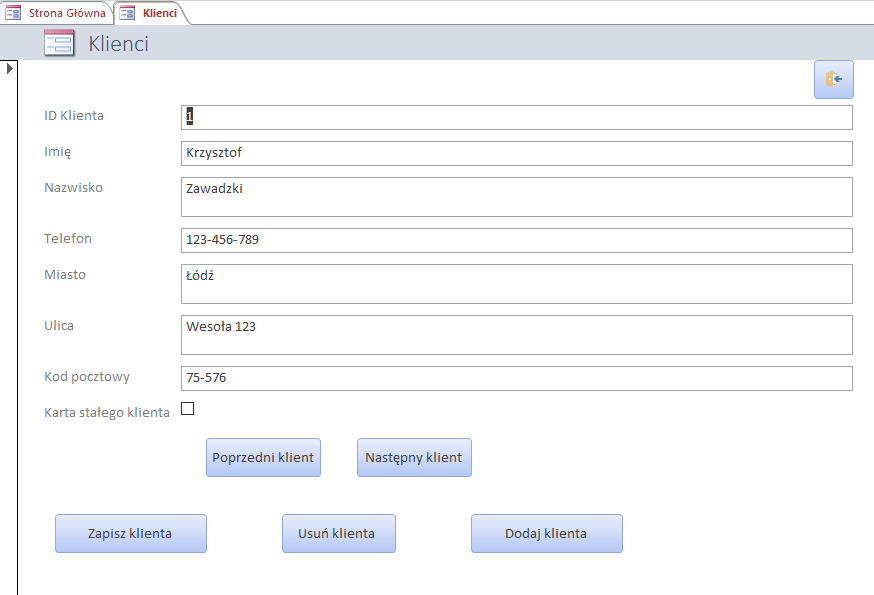 Strona Główna Klienci
Klienci
ID Klienta 1
Imię Krzysztof
Nazwisko Zawadzki
Telefon 123-456-789
Miasto Łódź
Ulica Wesoła 123
Kod pocztowy 75-576
Karta stałego klienta
Poprzedni klient Następny klient
Zapisz klienta Usuń klienta Dodaj klienta